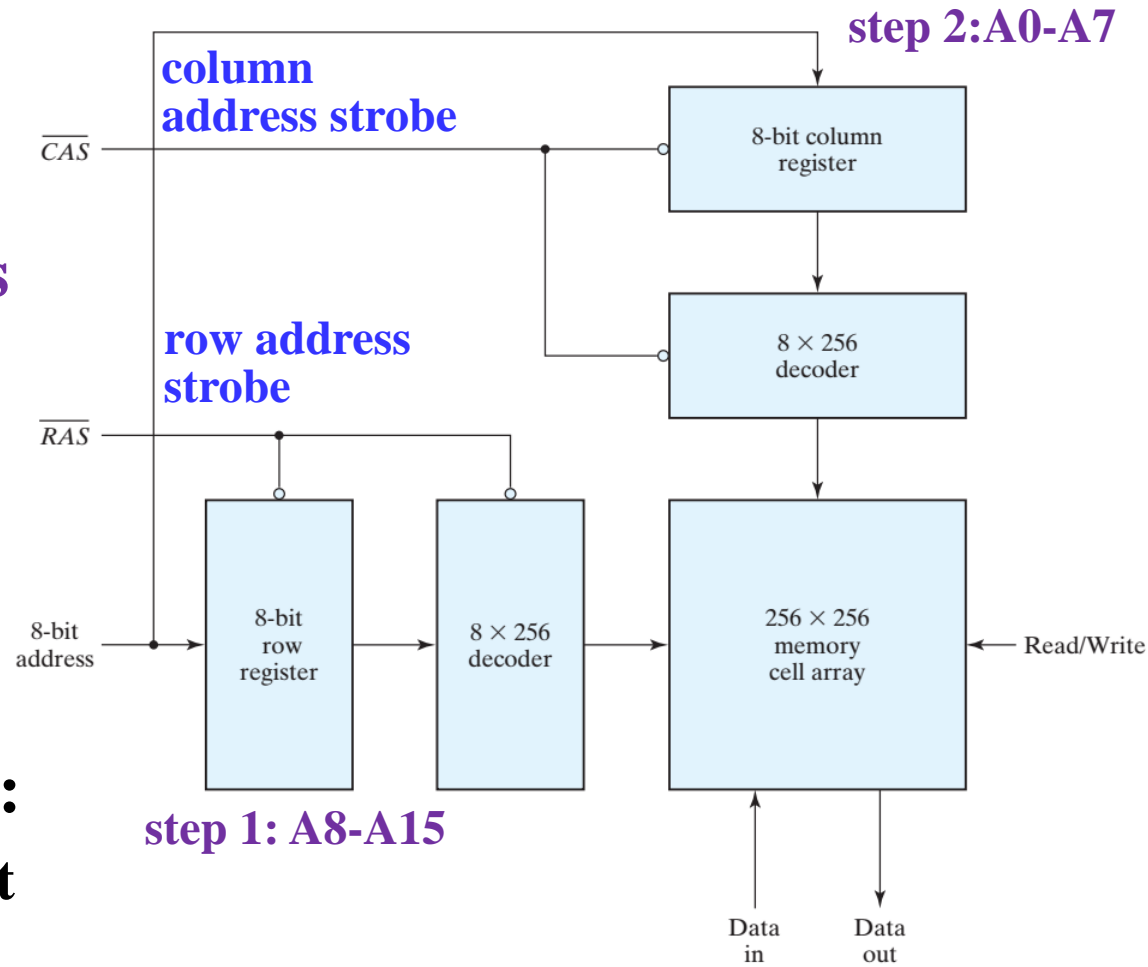 step 2:A0-A7
column
address strobe
CAS
8-bit column
register
s
row address
strobe
8 × 256
decoder
RAS
8-bit
address
8-bit
row
register
8 × 256
decoder
256 × 256
memory
cell array
Read/Write
:
step 1: A8-A15
t
Data
in
Data
out